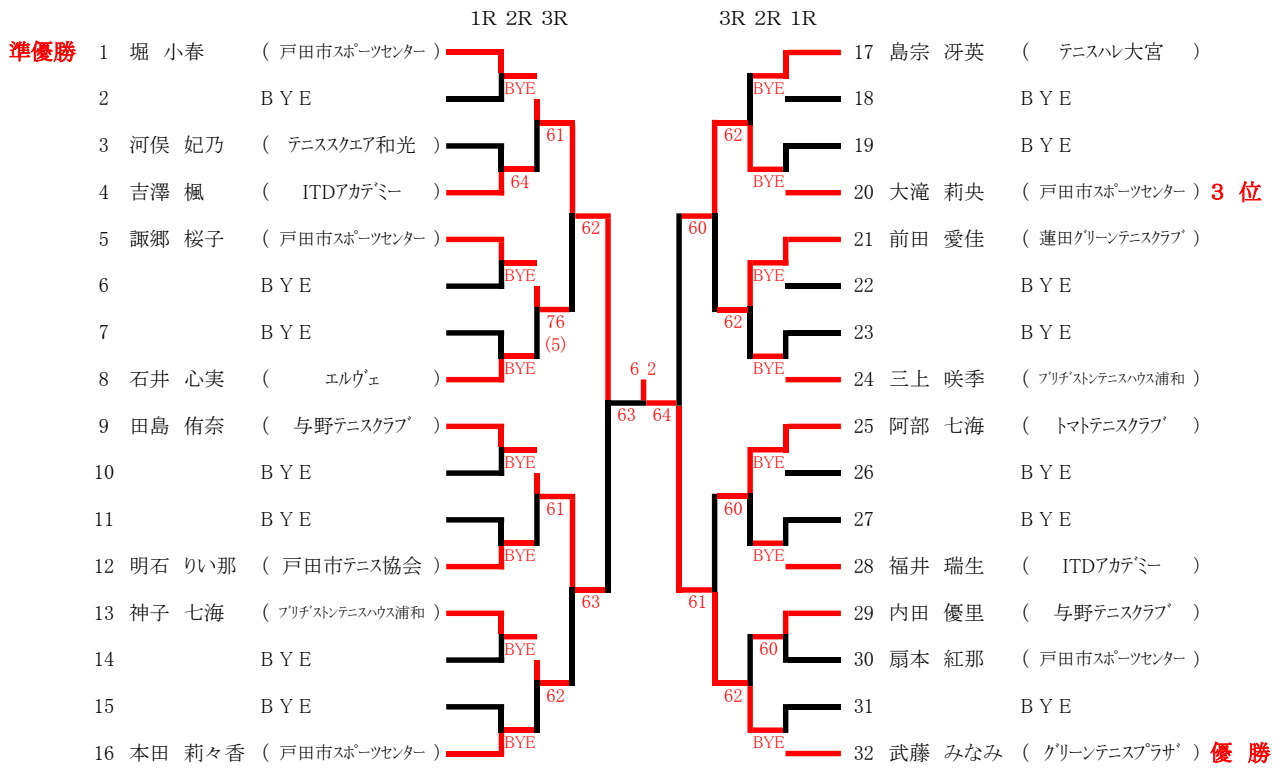 1R 2R 3R
3R 2R 1R
準優勝 1 堀 小春 ( 戸田市スポーツセンター )
2 BYE
3 河俣 妃乃 ( テニススクエア和光 )
4 吉澤 楓 ( ITDアカデミー )
5 諏郷 桜子 ( 戸田市スポーツセンター )
6 BYE
7 BYE
8 石井 心実 ( エルヴェ )
9 田島 侑奈 ( 与野テニスクラブ )
10 BYE
11 BYE
12 明石 りい那 ( 戸田市テニス協会 )
13 神子 七海 ( ブリヂストンテニスハウス浦和 )
14 BYE
15 BYE
16 本田 莉々香 ( 戸田市スポーツセンター )
BYE
64
BYE
BYE
BYE
BYE
BYE
BYE
61
76
(5)
61
62
62
63
63
6 2
64
60
61
62
62
60
62
BYE
BYE
BYE
BYE
BYE
BYE
60
BYE
17 島宗 冴英 ( テニスハレ大宮 )
18 BYE
19 BYE
20 大滝 莉央 ( 戸田市スポーツセンター ) 3 位
21 前田 愛佳 ( 蓮田グリーンテニスクラブ )
22 BYE
23 BYE
24 三上 咲季 ( ブリヂストンテニスハウス浦和 )
25 阿部 七海 ( トマトテニスクラブ )
26 BYE
27 BYE
28 福井 瑞生 ( ITDアカデミー )
29 内田 優里 ( 与野テニスクラブ )
30 扇本 紅那 ( 戸田市スポーツセンター )
31 BYE
32 武藤 みなみ ( グリーンテニスプラザ ) 優 勝